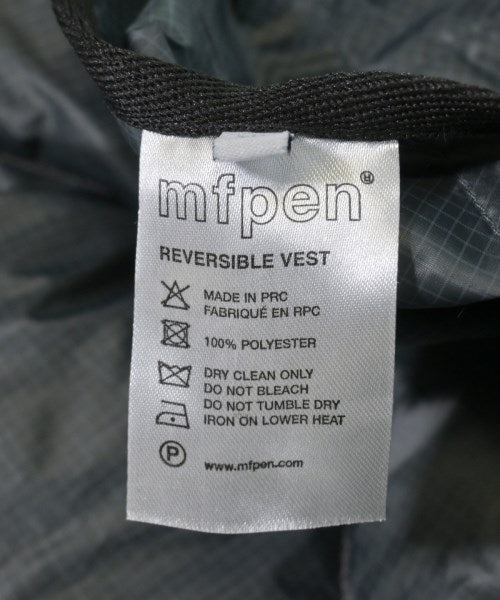 mfpen®
REVERSIBLE VEST
MADE IN PRC
FABRIQUÉ EN RPC
100% POLYESTER
DRY CLEAN ONLY
DO NOT BLEACH
DO NOT TUMBLE DRY
IRON ON LOWER HEAT
P
www.mfpen.com